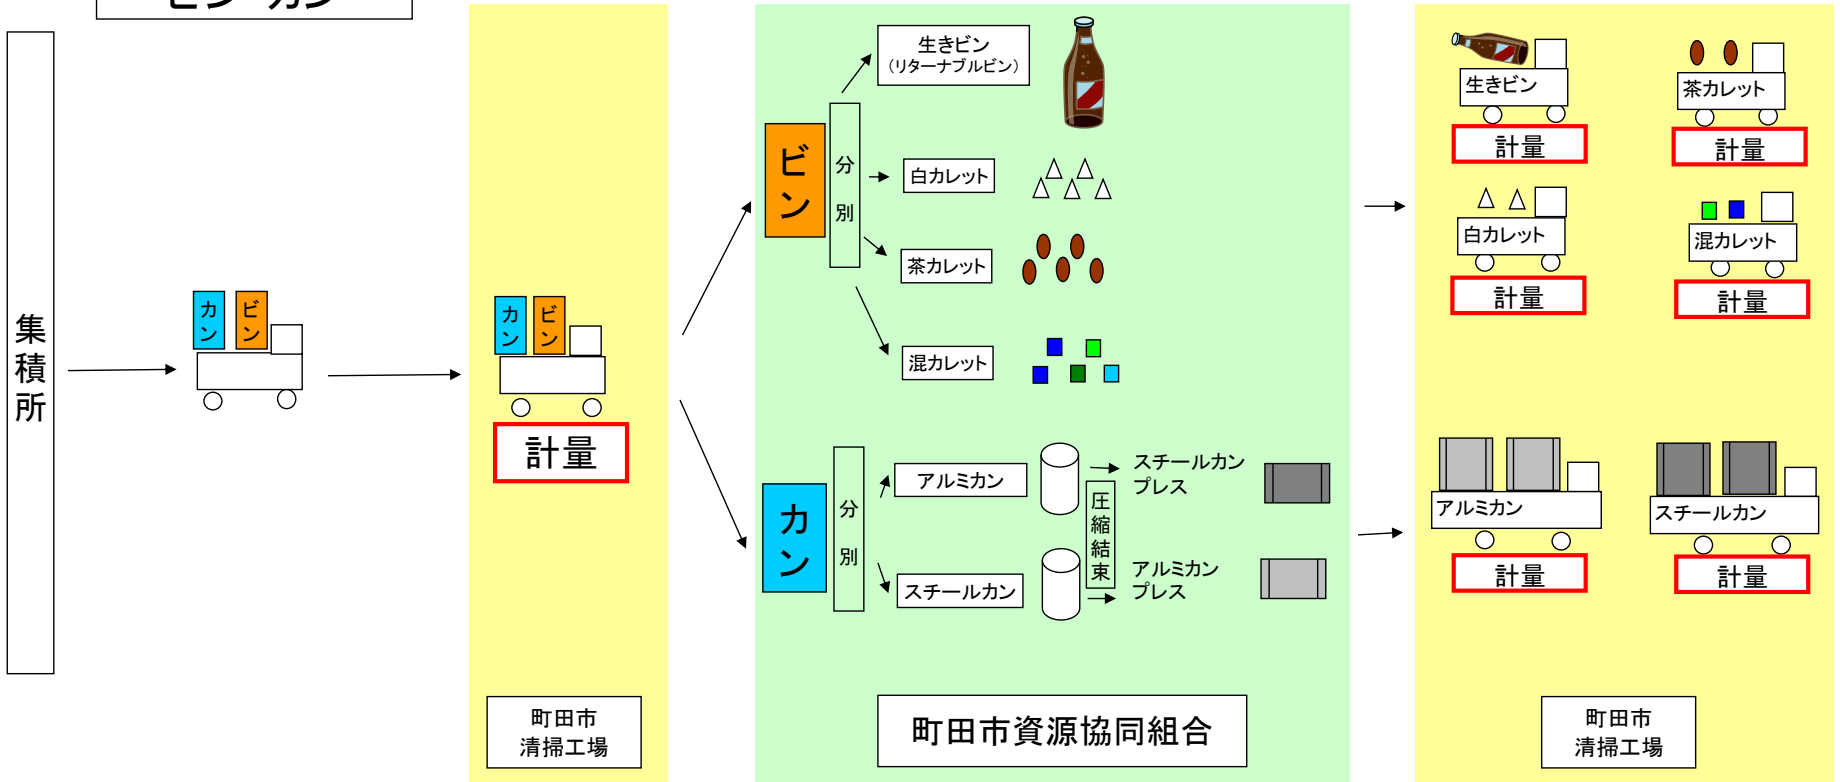 ビン・カン
集積所
カン
ビン
カン
ビン
計量
町田市
清掃工場
ビン
分別
生きビン
（リターナブルビン）
白カレット
茶カレット
混カレット
カン
分別
アルミカン
スチールカン
圧縮結束
スチールカン
プレス
アルミカン
プレス
町田市資源協同組合
生きビン
計量
茶カレット
計量
白カレット
計量
混カレット
計量
アルミカン
計量
スチールカン
計量
町田市
清掃工場